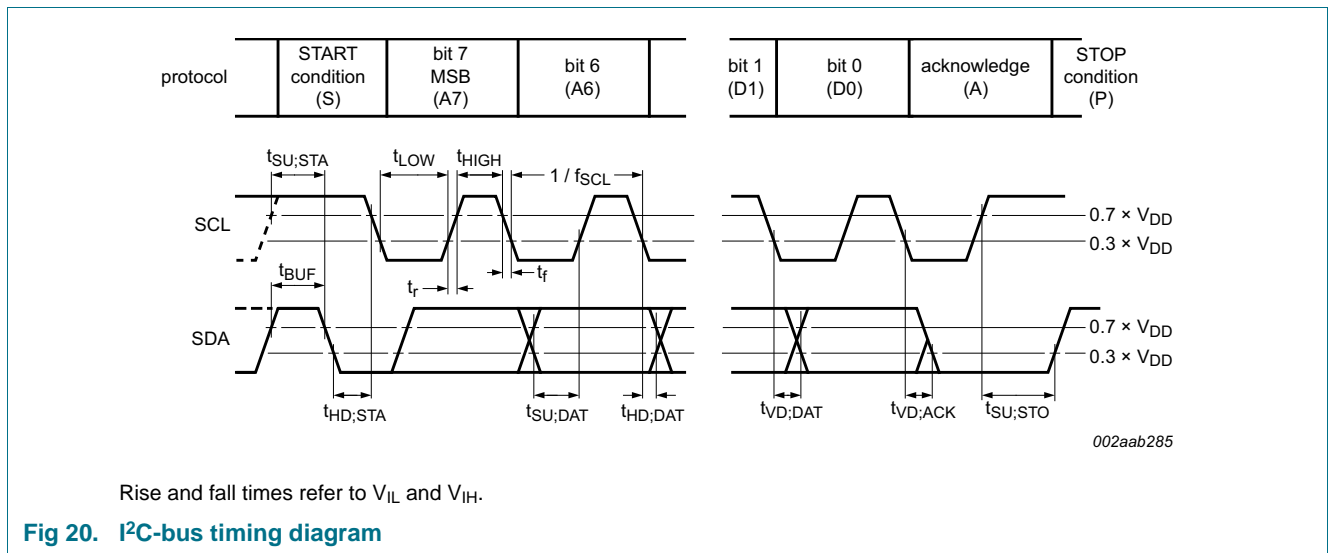 protocol
START condition (S)
bit 7 MSB (A7)
bit 6 (A6)
bit 1 (D1)
bit 0 (D0)
acknowledge (A)
STOP condition (P)
tSU;STA
tLOW
tHIGH
1 / fSCL
SCL
0.7 × VDD
0.3 × VDD
tBUF
tr
tf
SDA
0.7 × VDD
0.3 × VDD
tHD;STA
tSU;DAT
tHD;DAT
tVD;DAT
tVD;ACK
tSU;STO
002aab285
Rise and fall times refer to VIL and VIH.
Fig 20. I²C-bus timing diagram